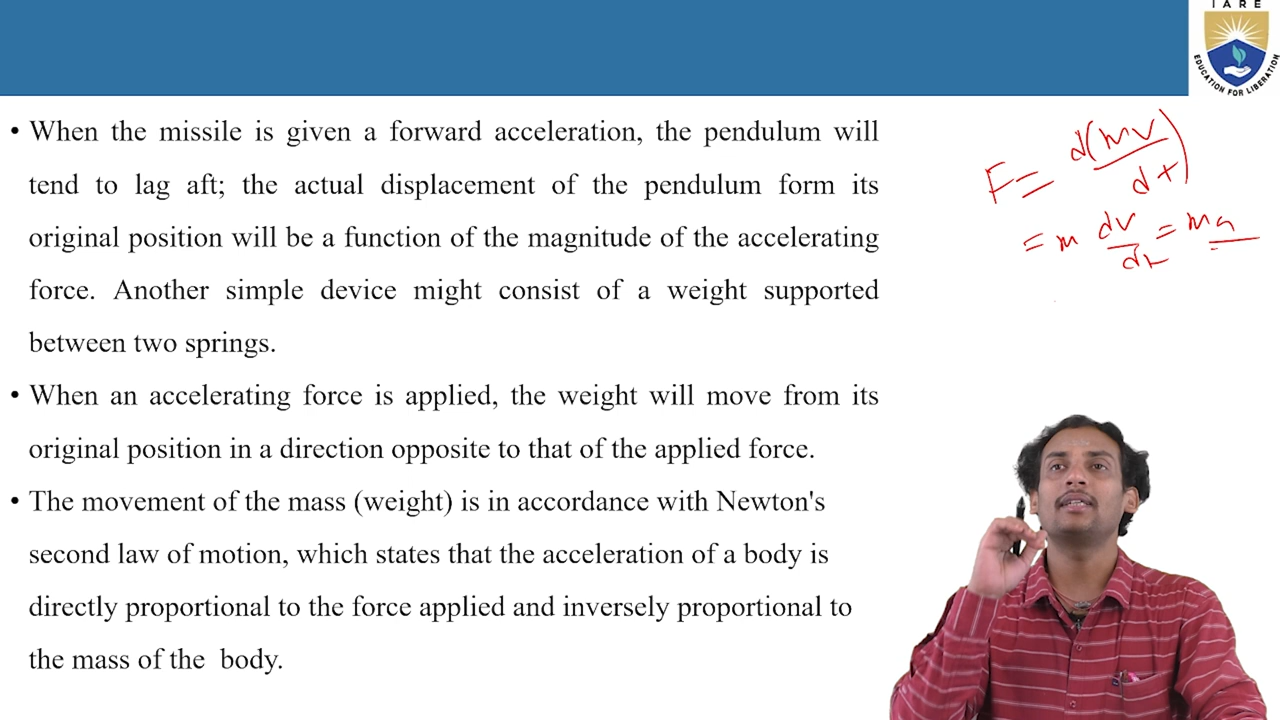 IARE
EDUCATION FOR LIBERATION
• When the missile is given a forward acceleration, the pendulum will
tend to lag aft; the actual displacement of the pendulum form its
original position will be a function of the magnitude of the accelerating
force. Another simple device might consist of a weight supported
between two springs.
• When an accelerating force is applied, the weight will move from its
original position in a direction opposite to that of the applied force.
• The movement of the mass (weight) is in accordance with Newton's
second law of motion, which states that the acceleration of a body is
directly proportional to the force applied and inversely proportional to
the mass of the body.
F = d(mv)/dt
= m dv/dt = ma